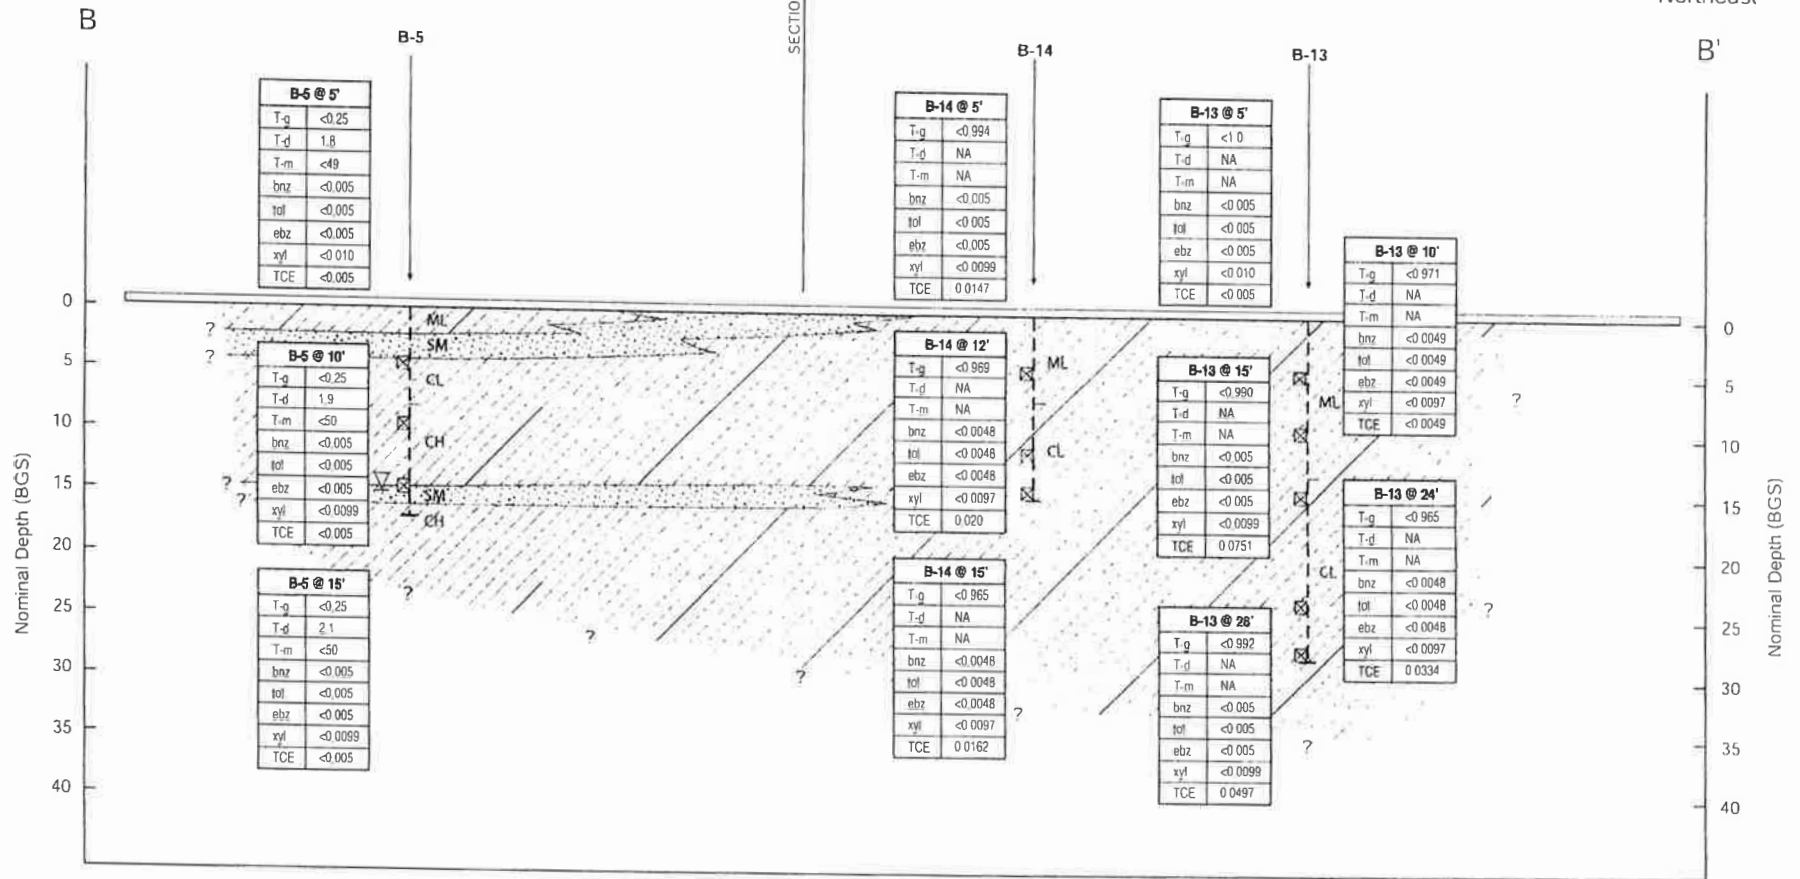 B
B-5
SECTIO
B-14
B-13
B'
B-5 @ 5'
T-g <0.25
T-d 1.8
T-m <49
bnz <0.005
tol <0.005
ebz <0.005
xyl <0 010
TCE <0.005
B-14 @ 5'
T-g <0.994
T-d NA
T-m NA
bnz <0.005
tol <0 005
ebz <0.005
xyl <0 0099
TCE 0 0147
B-13 @ 5'
T-g <1 0
T-d NA
T-m NA
bnz <0 005
tol <0 005
ebz <0 005
xyl <0 010
TCE <0 005
B-13 @ 10'
T-g <0 971
T-d NA
T-m NA
bnz <0 0049
tol <0 0049
ebz <0 0049
xyl <0 0097
TCE <0 0049
0
5
10
15
20
25
30
35
40
Nominal Depth (BGS)
?
?
?
?
ML
SM
CL
CH
SM
CH
B-5 @ 10'
T-g <0.25
T-d 1.9
T-m <50
bnz <0.005
tol <0.005
ebz <0.005
xyl <0.0099
TCE <0.005
B-5 @ 15'
T-g <0.25
T-d 2 1
T-m <50
bnz <0.005
tol <0.005
ebz <0 005
xyl <0.0099
TCE <0.005
?
?
?
B-14 @ 12'
T-g <0 969
T-d NA
T-m NA
bnz <0 0048
tol <0 0048
ebz <0 0048
xyl <0 0097
TCE 0 020
ML
CL
B-14 @ 15'
T-g <0 965
T-d NA
T-m NA
bnz <0.0048
tol <0 0048
ebz <0.0048
xyl <0 0097
TCE 0 0162
?
B-13 @ 15'
T-g <0.990
T-d NA
T-m NA
bnz <0.005
tol <0 005
ebz <0 005
xyl <0 0099
TCE 0 0751
ML
CL
B-13 @ 28'
T-g <0 992
T-d NA
T-m NA
bnz <0 005
tol <0 005
ebz <0 005
xyl <0 0099
TCE 0 0497
?
B-13 @ 24'
T-g <0 965
T-d NA
T-m NA
bnz <0 0048
tol <0 0048
ebz <0 0048
xyl <0 0097
TCE 0 0334
?
?
0
5
10
15
20
25
30
35
40
Nominal Depth (BGS)